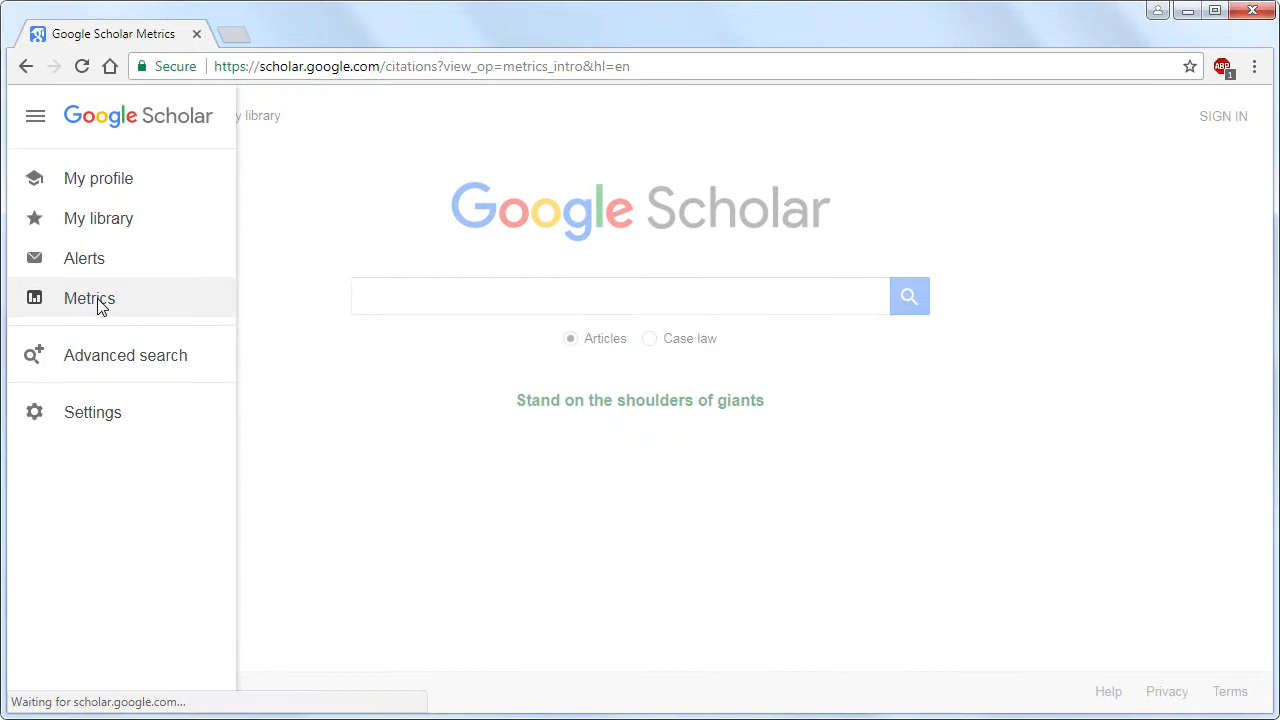 Google Scholar Metrics
Secure
https://scholar.google.com/citations?view_op=metrics_intro&hl=en
ABP
1
Google Scholar
y library
SIGN IN
My profile
My library
Alerts
Metrics
Advanced search
Settings
Google Scholar
Articles
Case law
Stand on the shoulders of giants
Help
Privacy
Terms
Waiting for scholar.google.com...